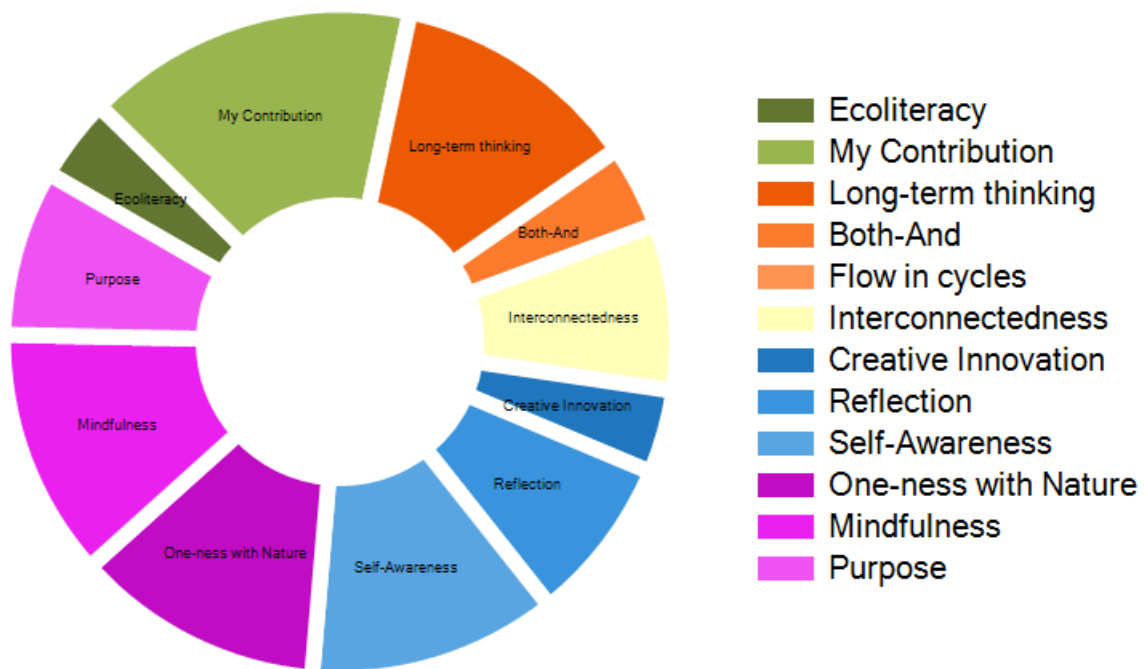 My Contribution
Long-term thinking
Ecoliteracy
Both-And
Purpose
Interconnectedness
Creative Innovation
Mindfulness
Reflection
One-ness with Nature
Self-Awareness
Ecoliteracy
My Contribution
Long-term thinking
Both-And
Flow in cycles
Interconnectedness
Creative Innovation
Reflection
Self-Awareness
One-ness with Nature
Mindfulness
Purpose